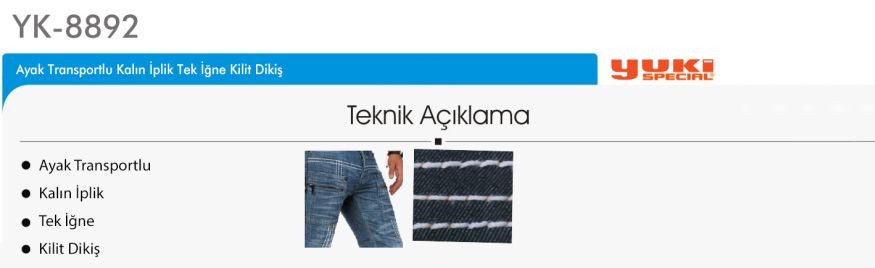 YK-8892
Ayak Transportlu Kalın İplik Tek İğne Kilit Dikiş
YUKI
SPECIAL
Teknik Açıklama
Ayak Transportlu
Kalın İplik
Tek İğne
Kilit Dikiş